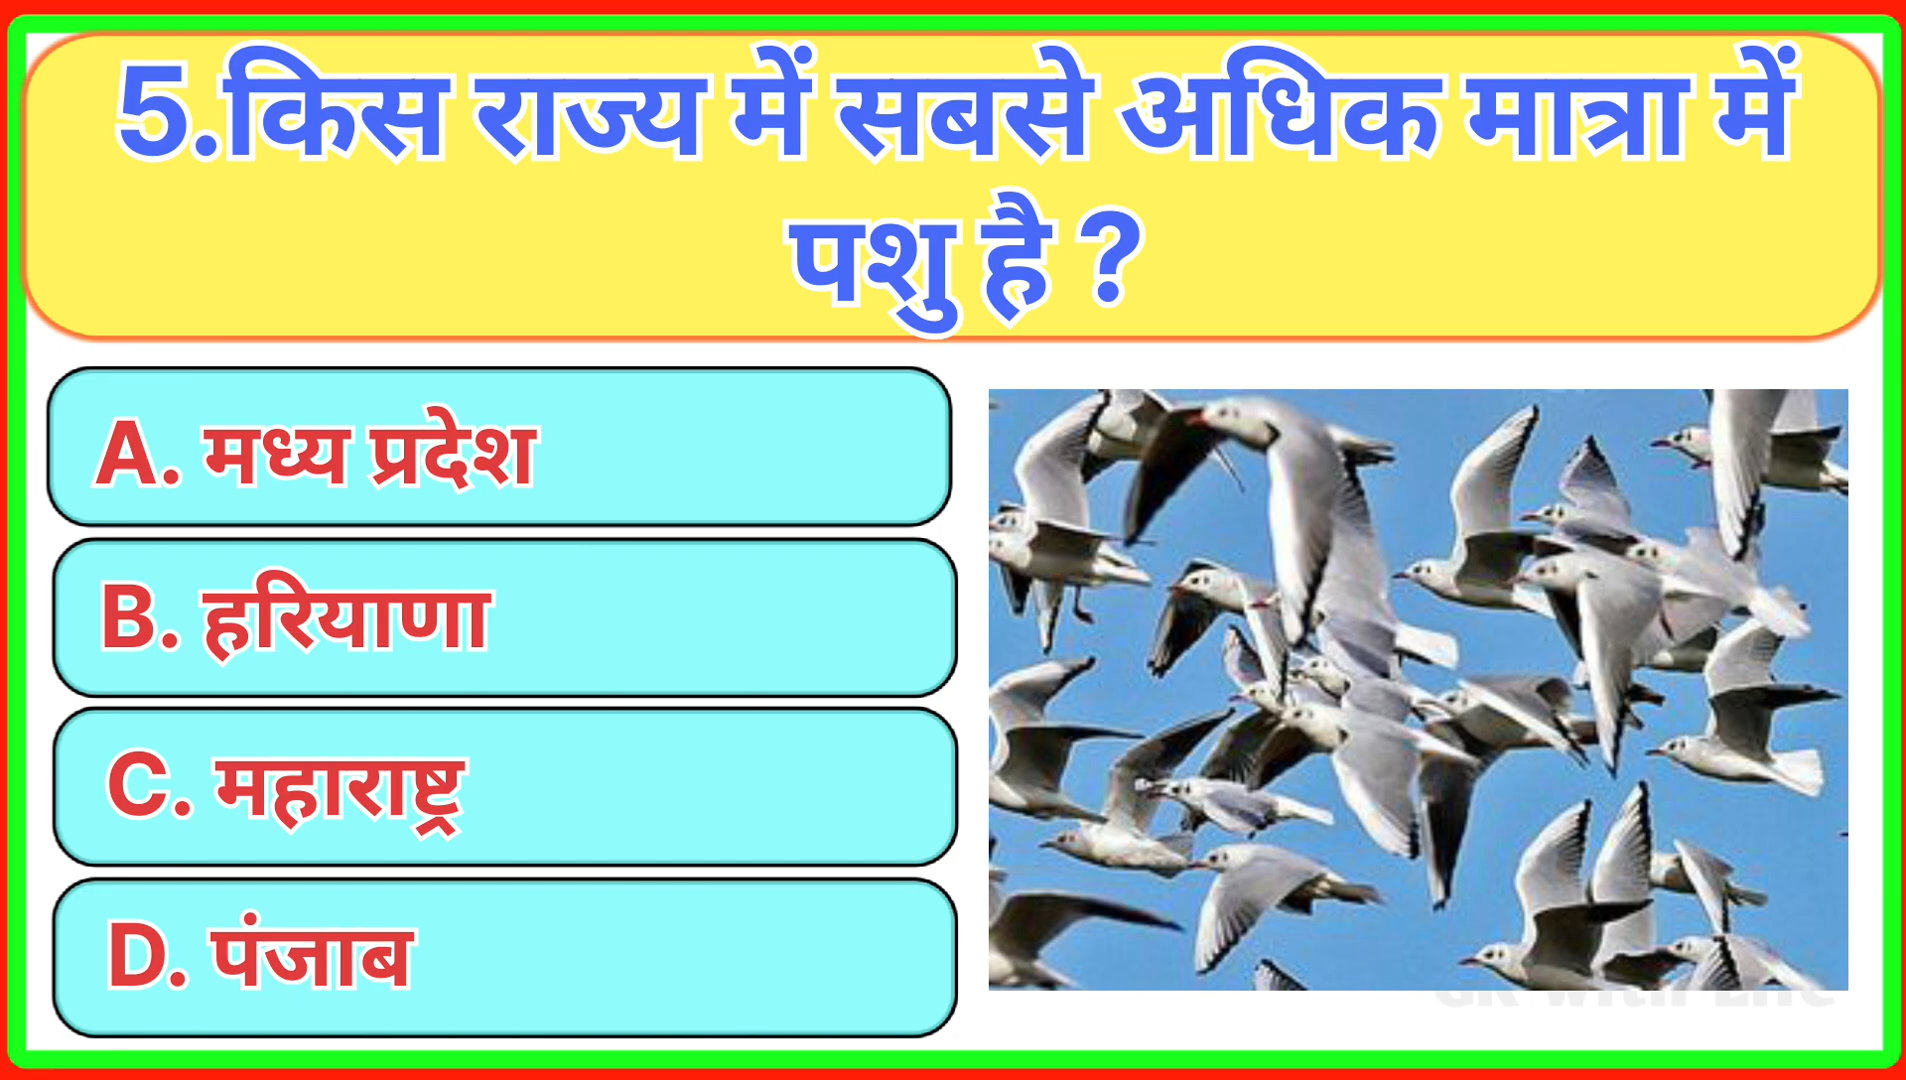 5.किस राज्य में सबसे अधिक मात्रा में
पशु है ?
A. मध्य प्रदेश
B. हरियाणा
C. महाराष्ट्र
D. पंजाब